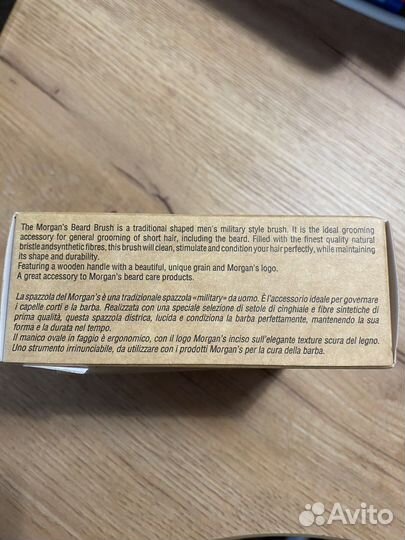 The Morgan's Beard Brush is a traditional shaped men's military style brush. It is the ideal grooming
accessory for general grooming of short hair, including the beard. Filled with the finest quality natural
bristle andsynthetic fibres, this brush will clean, stimulate and condition your hair perfectly, while maintaining
its shape and durability.
Featuring a wooden handle with a beautiful, unique grain and Morgan's logo.
A great accessory to Morgan's beard care products.
La spazzola del Morgan's è una tradizionale spazzola «military» da uomo. È l'accessorio ideale per governare
i capelle corti e la barba. Realizzata con una speciale selezione di setole di cinghiale e fibre sintetiche di
prima qualità, questa spazzola districa, lucida e condiziona la barba perfettamente, mantenendo la sua
forma e la durata nel tempo.
Il manico ovale in faggio è ergonomico, con il logo Morgan's inciso sull'elegante texture scura del legno.
Uno strumento irrinunciabile, da utilizzare con i prodotti Morgan's per la cura della barba.
Avito